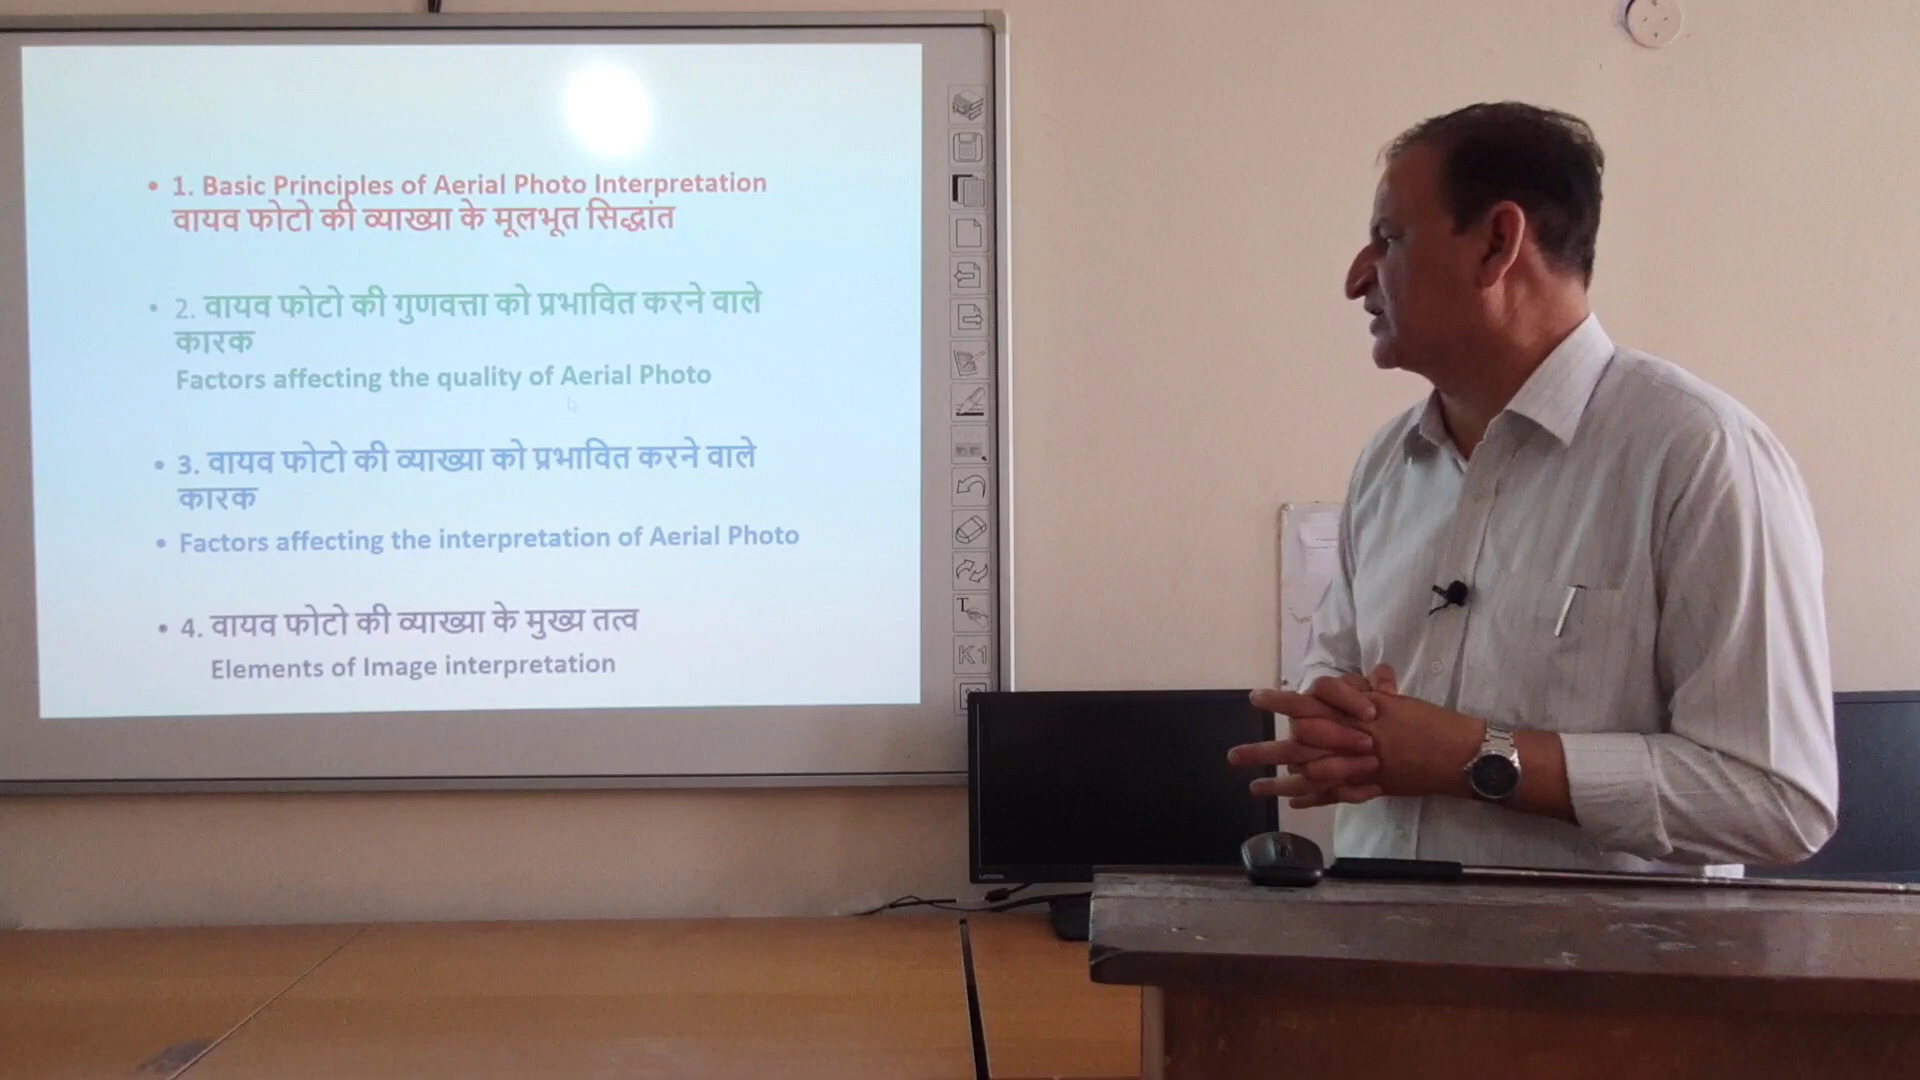 • 1. Basic Principles of Aerial Photo Interpretation
वायव फोटो की व्याख्या के मूलभूत सिद्धांत
• 2. वायव फोटो की गुणवत्ता को प्रभावित करने वाले
कारक
Factors affecting the quality of Aerial Photo
• 3. वायव फोटो की व्याख्या को प्रभावित करने वाले
कारक
• Factors affecting the interpretation of Aerial Photo
• 4. वायव फोटो की व्याख्या के मुख्य तत्व
Elements of Image interpretation
T
K1
Lenovo